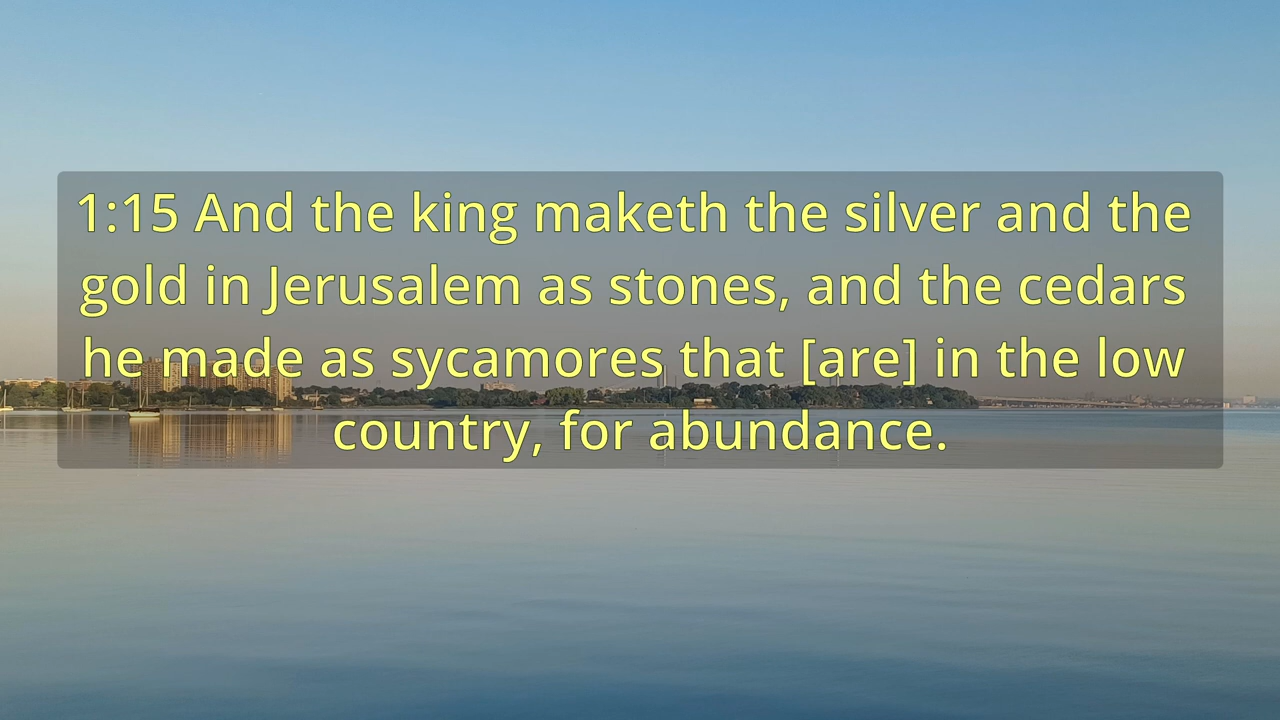 1:15 And the king maketh the silver and the
gold in Jerusalem as stones, and the cedars
he made as sycamores that [are] in the low
country, for abundance.